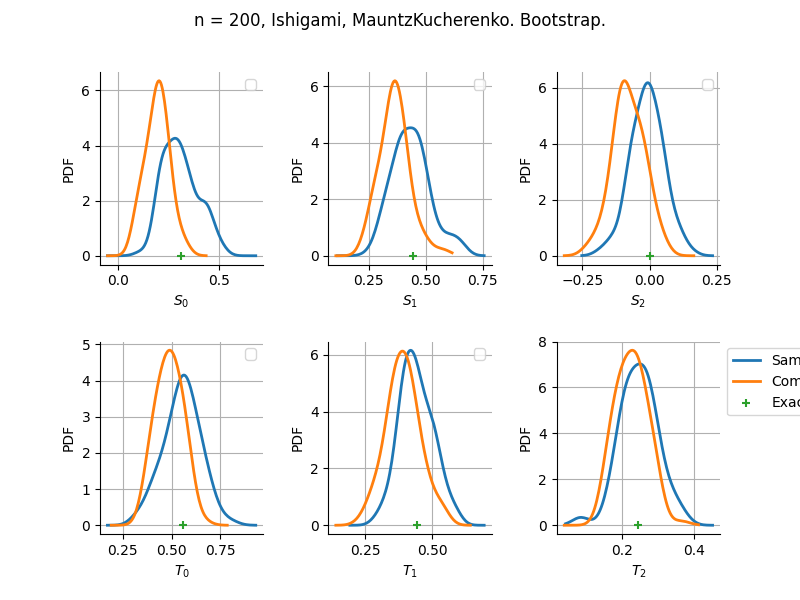 n = 200, Ishigami, MauntzKucherenko. Bootstrap.
PDF
6
4
2
0
0.0
0.5
S₀
PDF
6
4
2
0
0.25
0.50
0.75
S₁
PDF
6
4
2
0
−0.25
0.00
0.25
S₂
PDF
5
4
3
2
1
0
0.25
0.50
0.75
T₀
PDF
6
4
2
0
0.25
0.50
T₁
PDF
8
6
4
2
0
0.2
0.4
T₂
Sam
Com
Exac